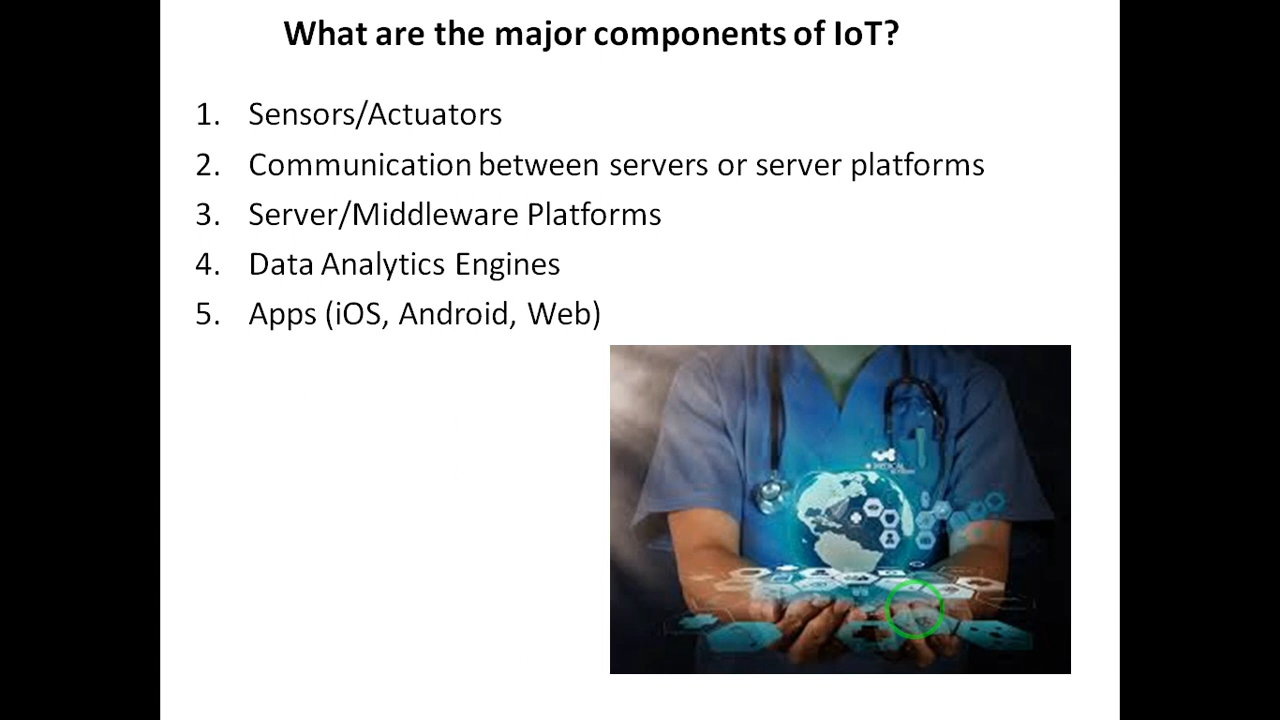 What are the major components of IoT?
1. Sensors/Actuators
2. Communication between servers or server platforms
3. Server/Middleware Platforms
4. Data Analytics Engines
5. Apps (iOS, Android, Web)
MEDICAL